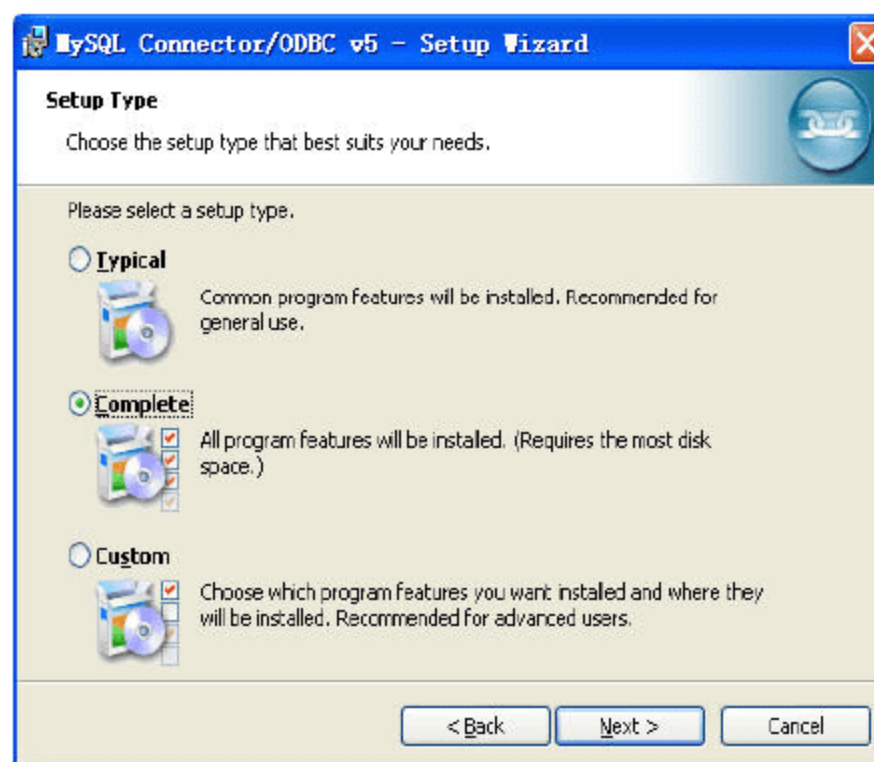 MySQL Connector/ODBC v5 - Setup Wizard
Setup Type
Choose the setup type that best suits your needs.
Please select a setup type.
Typical
Common program features will be installed. Recommended for
general use.
Complete
All program features will be installed. (Requires the most disk
space.)
Custom
Choose which program features you want installed and where they
will be installed. Recommended for advanced users.
< Back
Next >
Cancel